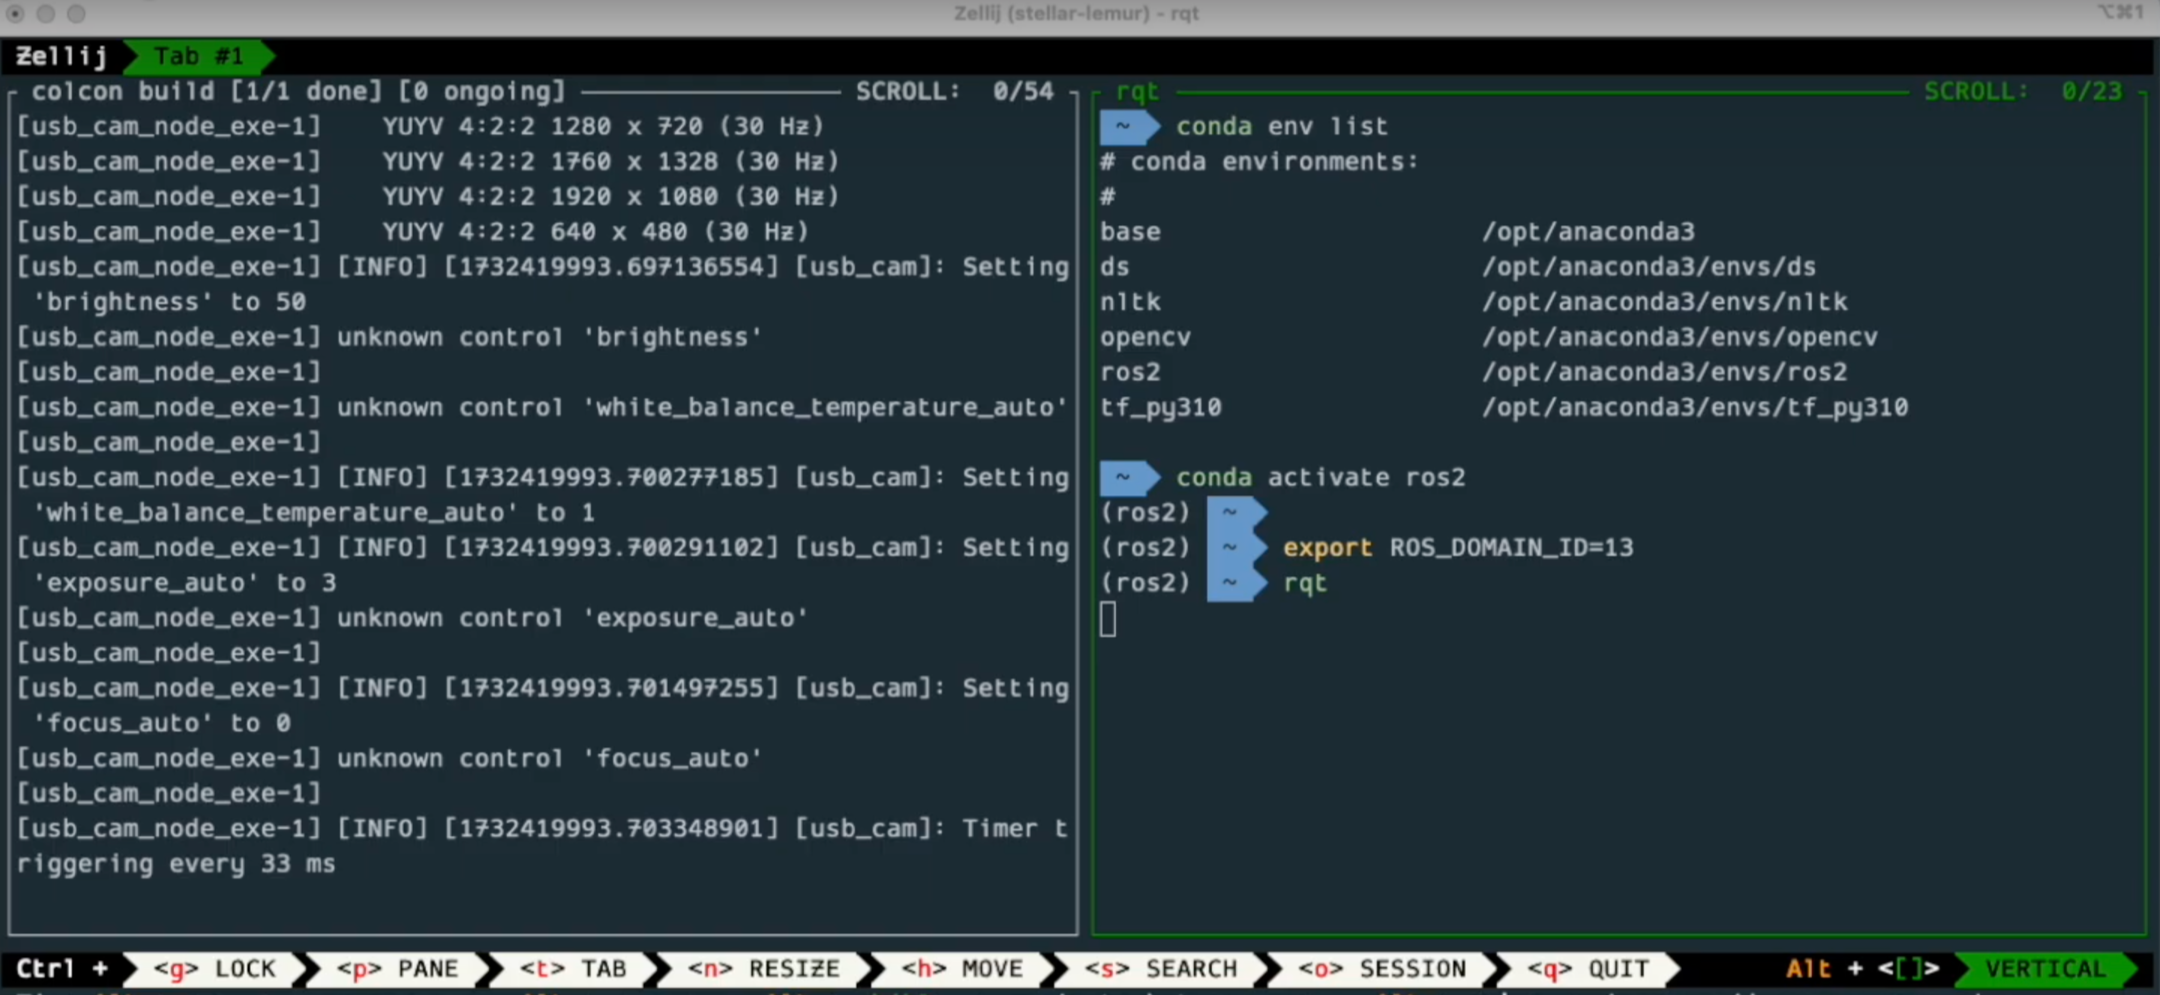 Zellij (stellar-lemur) - rqt
⌥⌘1
Zellij Tab #1
colcon build [1/1 done] [0 ongoing] SCROLL: 0/54
[usb_cam_node_exe-1] YUYV 4:2:2 1280 x 720 (30 Hz)
[usb_cam_node_exe-1] YUYV 4:2:2 1760 x 1328 (30 Hz)
[usb_cam_node_exe-1] YUYV 4:2:2 1920 x 1080 (30 Hz)
[usb_cam_node_exe-1] YUYV 4:2:2 640 x 480 (30 Hz)
[usb_cam_node_exe-1] [INFO] [1732419993.697136554] [usb_cam]: Setting
'brightness' to 50
[usb_cam_node_exe-1] unknown control 'brightness'
[usb_cam_node_exe-1]
[usb_cam_node_exe-1] unknown control 'white_balance_temperature_auto'
[usb_cam_node_exe-1]
[usb_cam_node_exe-1] [INFO] [1732419993.700277185] [usb_cam]: Setting
'white_balance_temperature_auto' to 1
[usb_cam_node_exe-1] [INFO] [1732419993.700291102] [usb_cam]: Setting
'exposure_auto' to 3
[usb_cam_node_exe-1] unknown control 'exposure_auto'
[usb_cam_node_exe-1]
[usb_cam_node_exe-1] [INFO] [1732419993.701497255] [usb_cam]: Setting
'focus_auto' to 0
[usb_cam_node_exe-1] unknown control 'focus_auto'
[usb_cam_node_exe-1]
[usb_cam_node_exe-1] [INFO] [1732419993.703348901] [usb_cam]: Timer t
riggering every 33 ms
rqt SCROLL: 0/23
~ conda env list
# conda environments:
#
base /opt/anaconda3
ds /opt/anaconda3/envs/ds
nltk /opt/anaconda3/envs/nltk
opencv /opt/anaconda3/envs/opencv
ros2 /opt/anaconda3/envs/ros2
tf_py310 /opt/anaconda3/envs/tf_py310
~ conda activate ros2
(ros2) ~
(ros2) ~ export ROS_DOMAIN_ID=13
(ros2) ~ rqt
Ctrl + <g> LOCK <p> PANE <t> TAB <n> RESIZE <h> MOVE <s> SEARCH <o> SESSION <q> QUIT Alt + <[]> VERTICAL